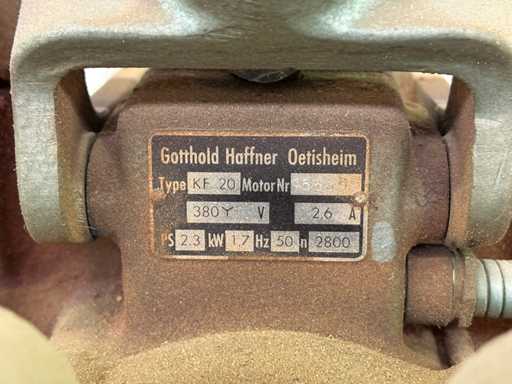 Gotthold Haffner Oetisheim
Type KF 20 Motor Nr
380 Y V 2.6 A
PS 2.3 kW 1,7 Hz 50 n 2800